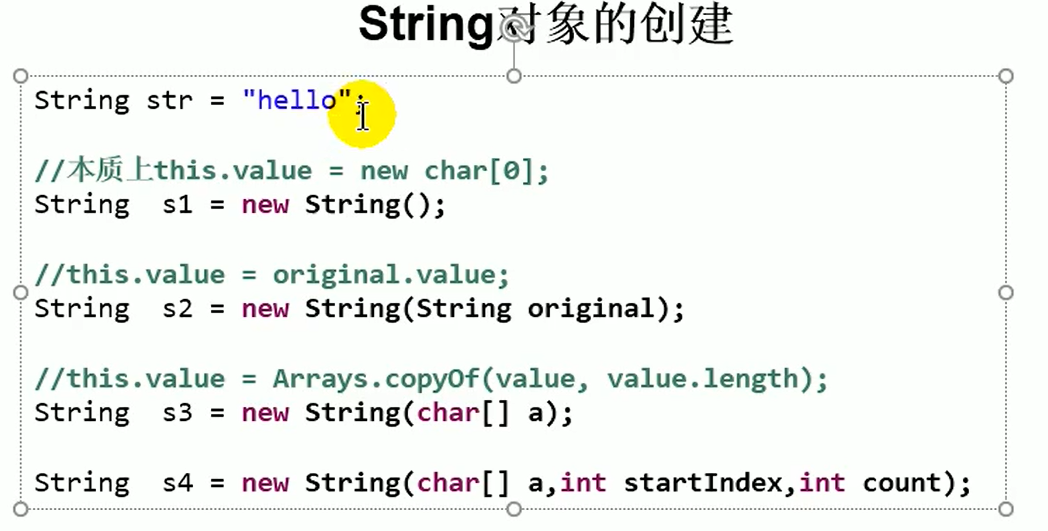 String对象的创建
String str = "hello";
//本质上this.value = new char[0];
String  s1 = new String();
//this.value = original.value;
String  s2 = new String(String original);
//this.value = Arrays.copyOf(value, value.length);
String  s3 = new String(char[] a);
String  s4 = new String(char[] a,int startIndex,int count);